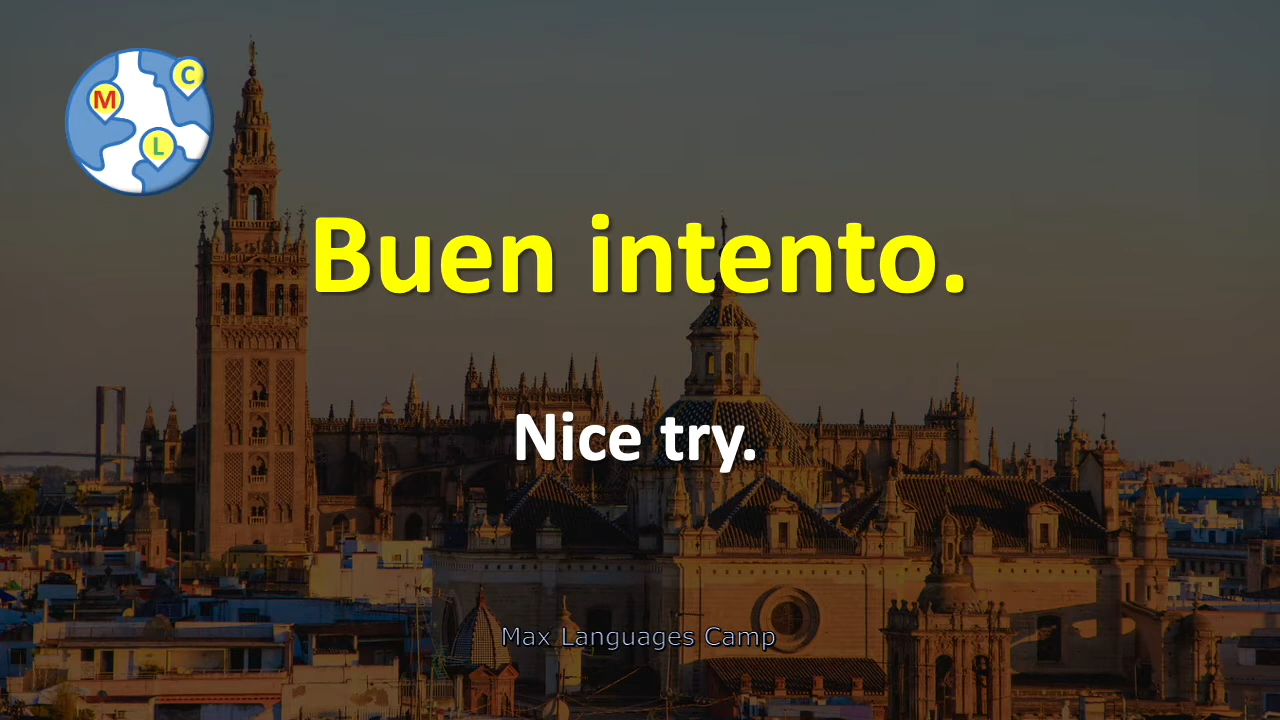 C
M
L
Buen intento.
Nice try.
Max Languages Camp